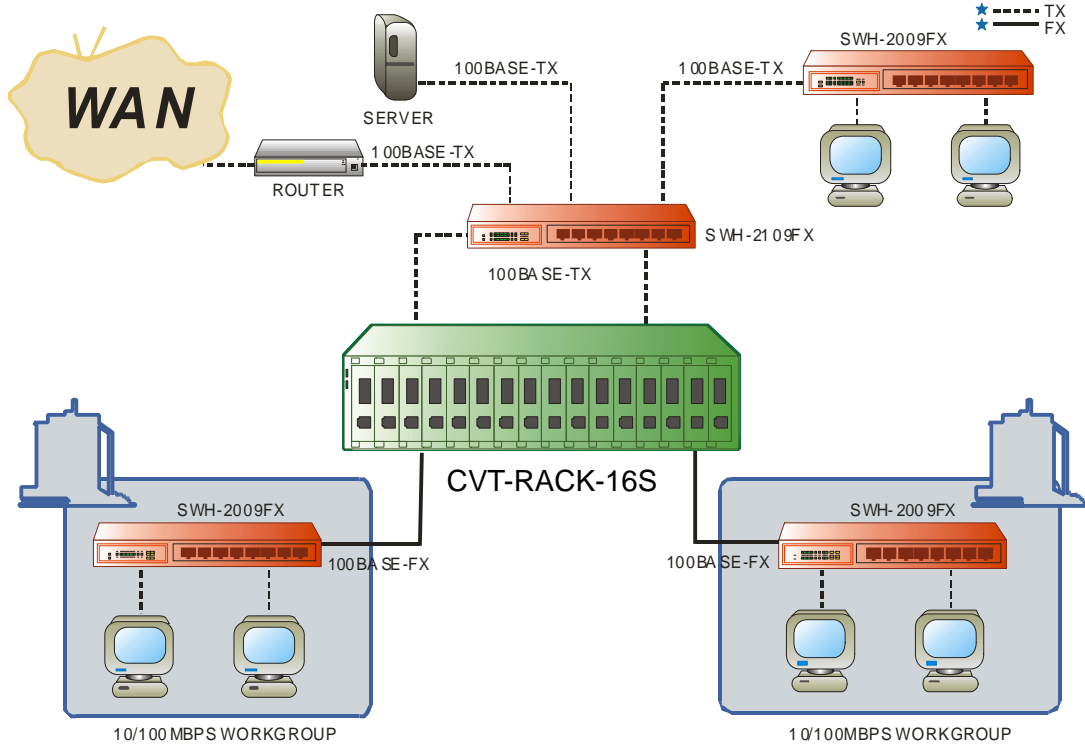 TX
FX
SWH-2009FX
WAN
100BASE-TX
100BASE-TX
SERVER
100BASE-TX
ROUTER
SWH-2109FX
100BASE-TX
CVT-RACK-16S
SWH-2009FX
SWH-2009FX
100BASE-FX
100BASE-FX
10/100MBPS WORKGROUP
10/100MBPS WORKGROUP